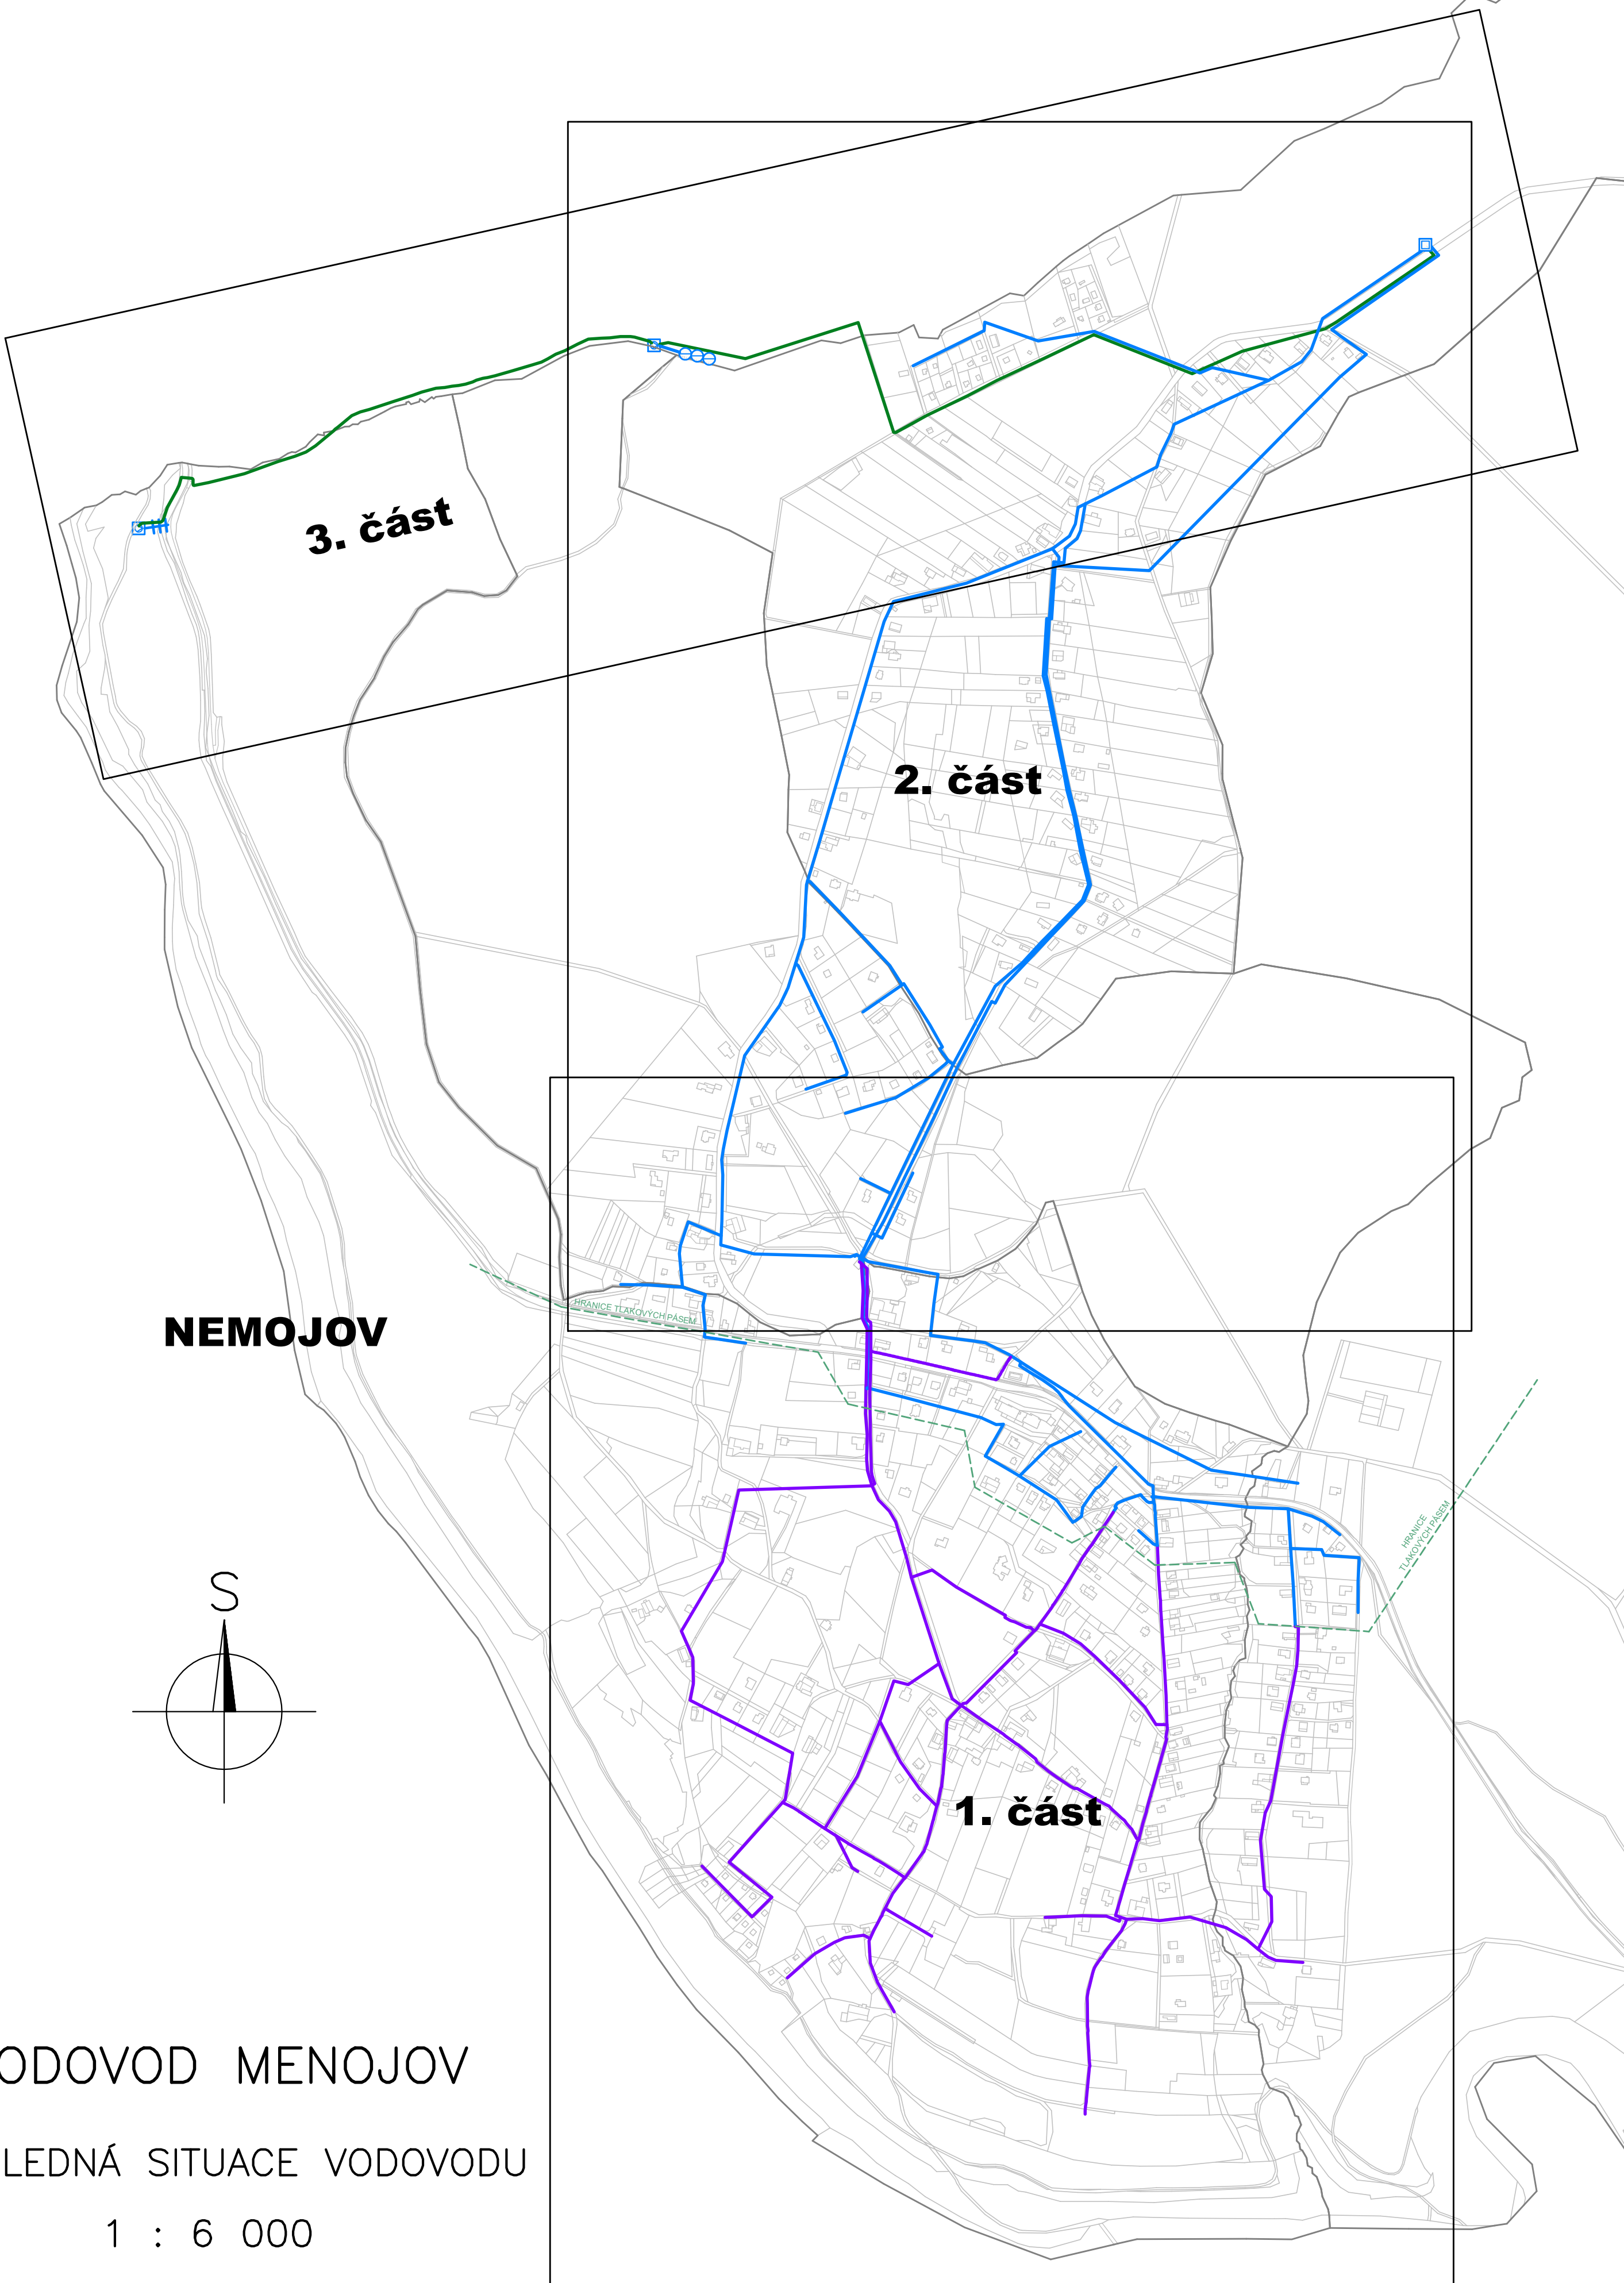 3. část
2. část
HRANICE TLAKOVÝCH PÁSEM
NEMOJOV
HRANICE
TLAKOVÝCH PÁSEM
S
1. část
ODOVOD MENOJOV
LEDNÁ SITUACE VODOVODU
1 : 6 000